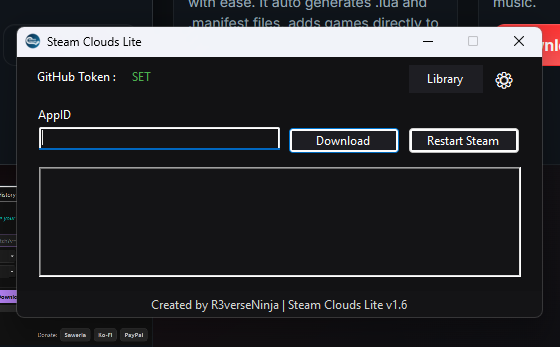 with ease. It auto generates .lua and
.manifest files, adds games directly to
music.
Steam Clouds Lite
GitHub Token : SET
Library
AppID
Download
Restart Steam
Created by R3verseNinja | Steam Clouds Lite v1.6
Donate: Saweria Ko-Fi PayPal